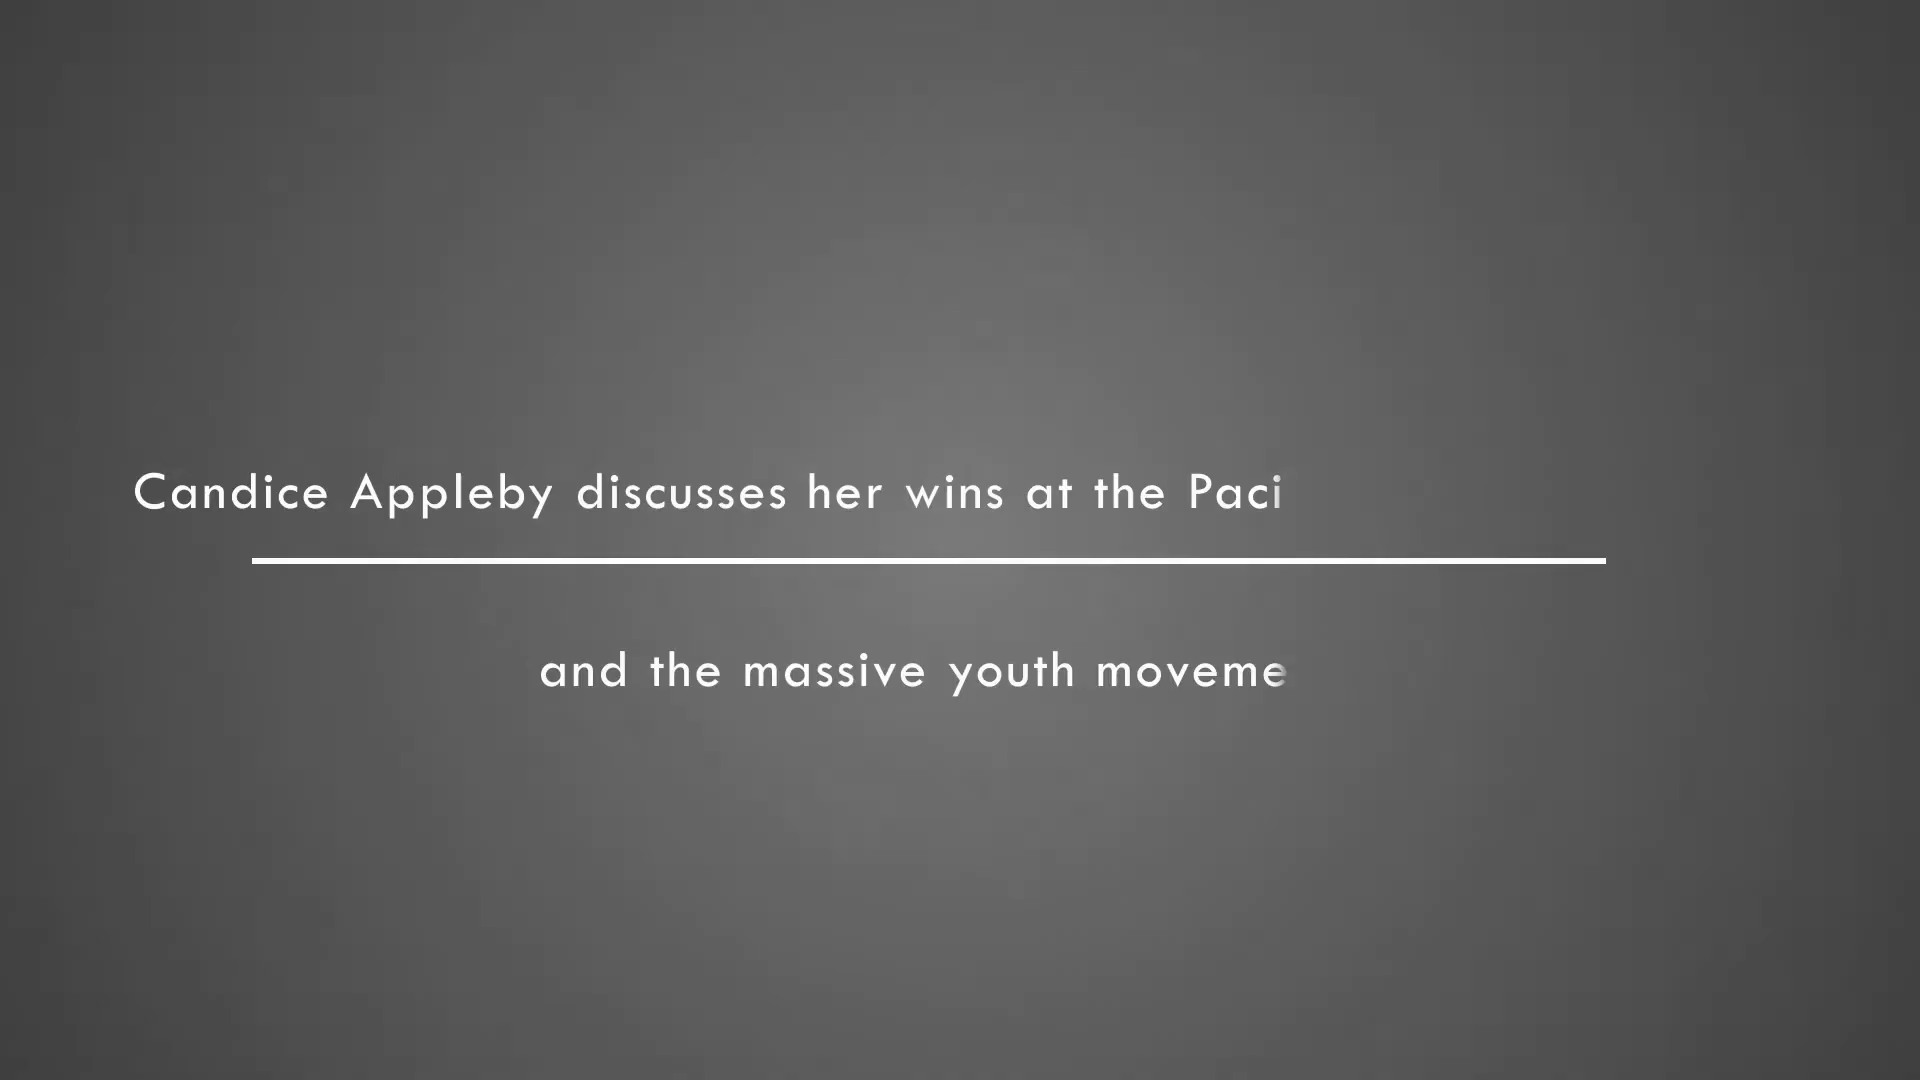 Candice Appleby discusses her wins at the Paci
and the massive youth moveme